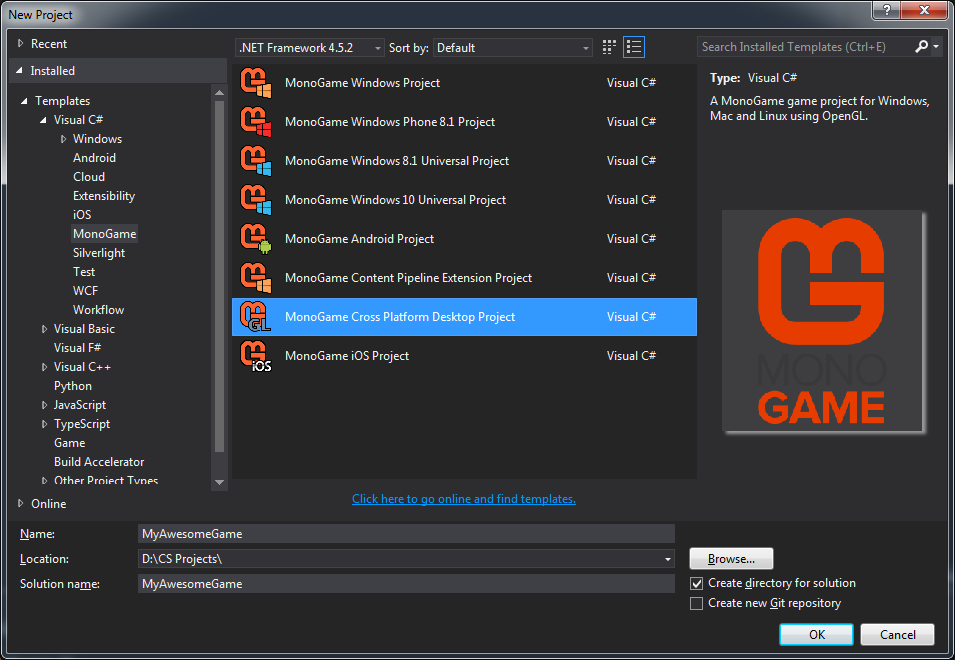 New Project
?
Recent
.NET Framework 4.5.2
Sort by:
Default
Search Installed Templates (Ctrl+E)
Installed
Templates
Visual C#
Windows
Android
Cloud
Extensibility
iOS
MonoGame
Silverlight
Test
WCF
Workflow
Visual Basic
Visual F#
Visual C++
Python
JavaScript
TypeScript
Game
Build Accelerator
Other Project Types
Online
MonoGame Windows Project Visual C#
MonoGame Windows Phone 8.1 Project Visual C#
MonoGame Windows 8.1 Universal Project Visual C#
MonoGame Windows 10 Universal Project Visual C#
MonoGame Android Project Visual C#
MonoGame Content Pipeline Extension Project Visual C#
GL MonoGame Cross Platform Desktop Project Visual C#
iOS MonoGame iOS Project Visual C#
Click here to go online and find templates.
Type: Visual C#
A MonoGame game project for Windows,
Mac and Linux using OpenGL.
MONO
GAME
Name: MyAwesomeGame
Location: D:\CS Projects\
Browse...
Solution name: MyAwesomeGame
Create directory for solution
Create new Git repository
OK
Cancel